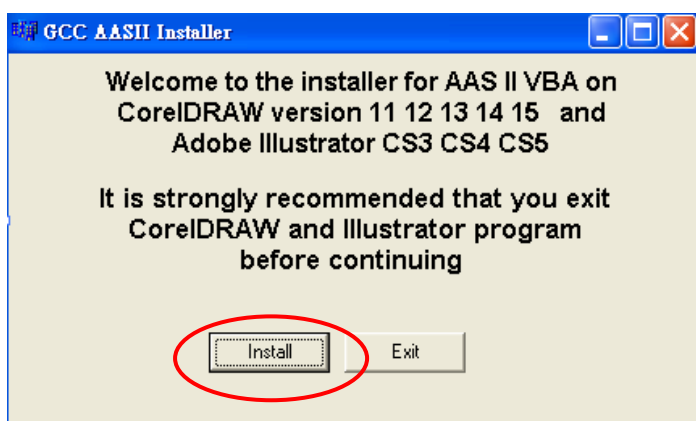 GCC AASII Installer
Welcome to the installer for AAS II VBA on
CorelDRAW version 11 12 13 14 15 and
Adobe Illustrator CS3 CS4 CS5
It is strongly recommended that you exit
CorelDRAW and Illustrator program
before continuing
Install Exit